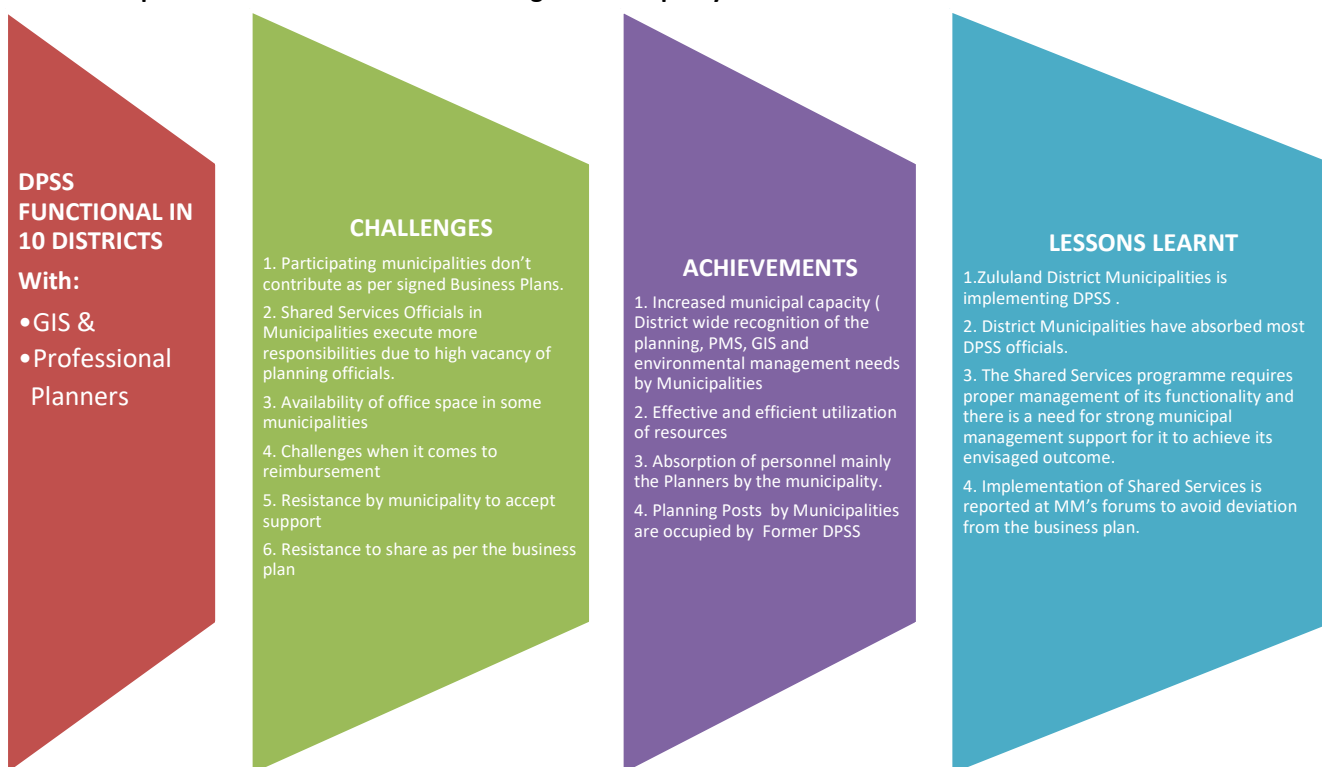 DPSS
FUNCTIONAL IN
10 DISTRICTS
With:
•GIS &
•Professional
Planners
CHALLENGES
1. Participating municipalities don't
contribute as per signed Business Plans.
2. Shared Services Officials in
Municipalities execute more
responsibilities due to high vacancy of
planning officials.
3. Availability of office space in some
municipalities
4. Challenges when it comes to
reimbursement
5. Resistance by municipality to accept
support
6. Resistance to share as per the business
plan
ACHIEVEMENTS
1. Increased municipal capacity (
District wide recognition of the
planning, PMS, GIS and
environmental management needs
by Municipalities
2. Effective and efficient utilization
of resources
3. Absorption of personnel mainly
the Planners by the municipality.
4. Planning Posts by Municipalities
are occupied by Former DPSS
LESSONS LEARNT
1.Zululand District Municipalities is
implementing DPSS .
2. District Municipalities have absorbed most
DPSS officials.
3. The Shared Services programme requires
proper management of its functionality and
there is a need for strong municipal
management support for it to achieve its
envisaged outcome.
4. Implementation of Shared Services is
reported at MM's forums to avoid deviation
from the business plan.